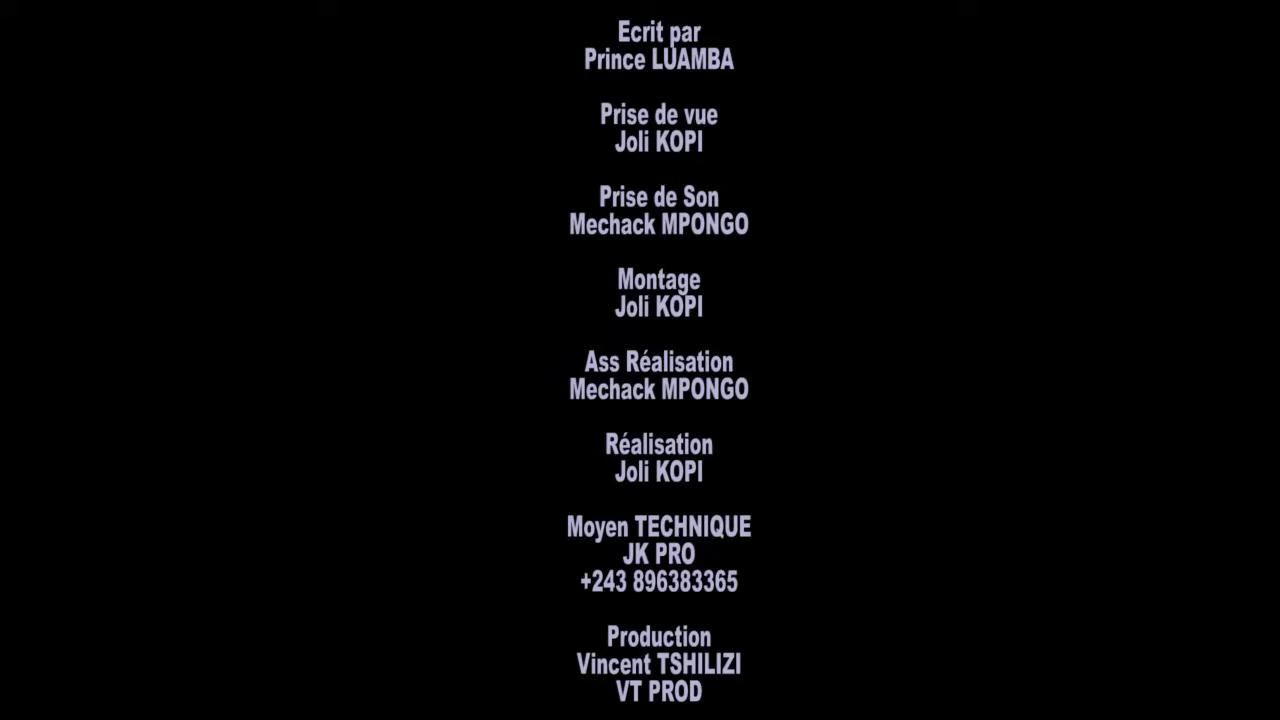 Ecrit par
Prince LUAMBA
Prise de vue
Joli KOPI
Prise de Son
Mechack MPONGO
Montage
Joli KOPI
Ass Réalisation
Mechack MPONGO
Réalisation
Joli KOPI
Moyen TECHNIQUE
JK PRO
+243 896383365
Production
Vincent TSHILIZI
VT PROD